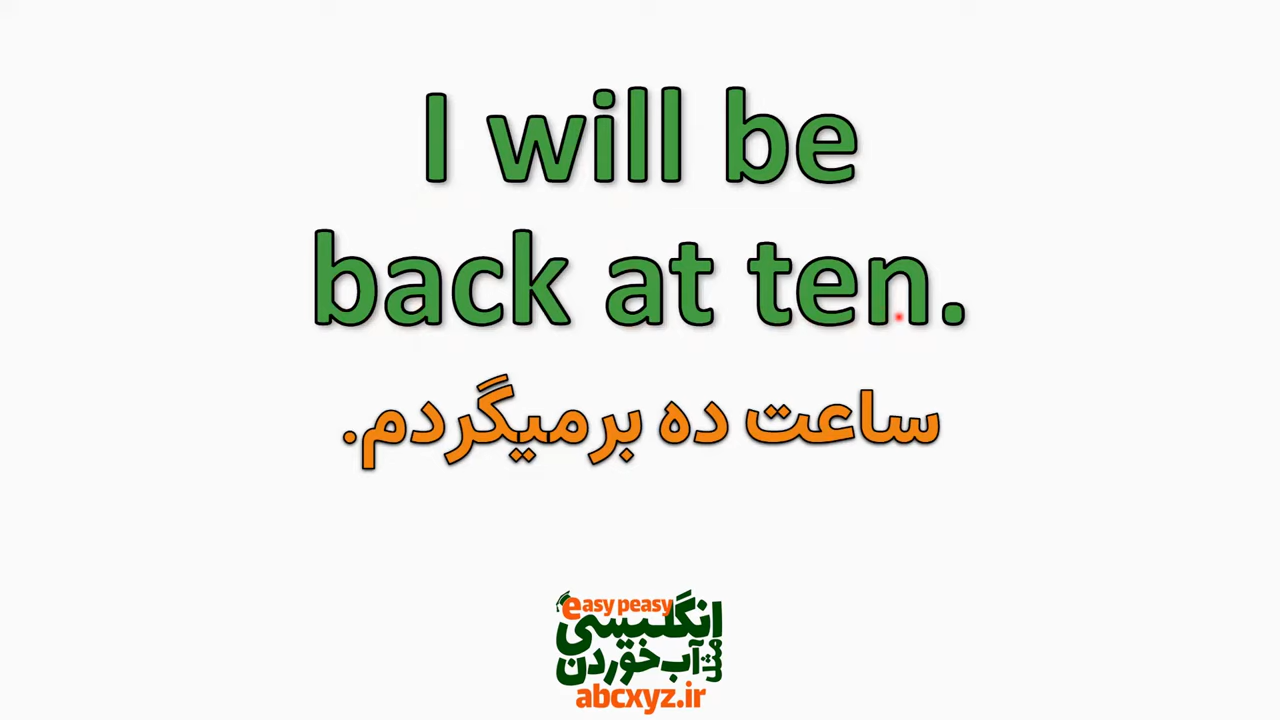 I will be
back at ten.
ساعت ده برمیگردم.
easy peasy
انگلیسی
مثل آب خوردن
abcxyz.ir